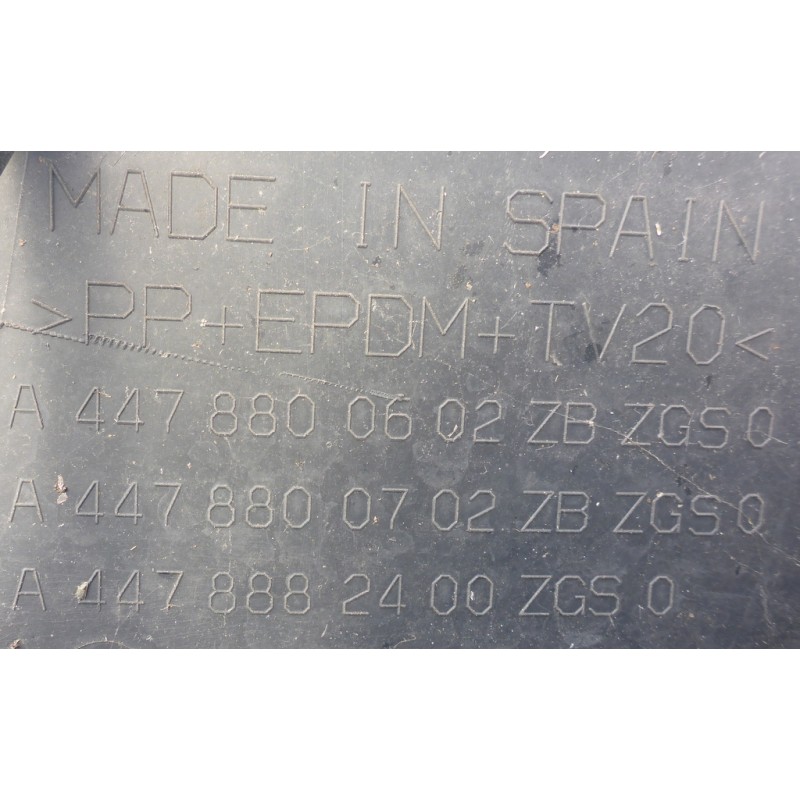 MADE IN SPAIN
>PP+EPDM+TV20<
A 447 880 06 02 ZB ZGS 0
A 447 880 07 02 ZB ZGS 0
A 447 888 24 00 ZGS 0